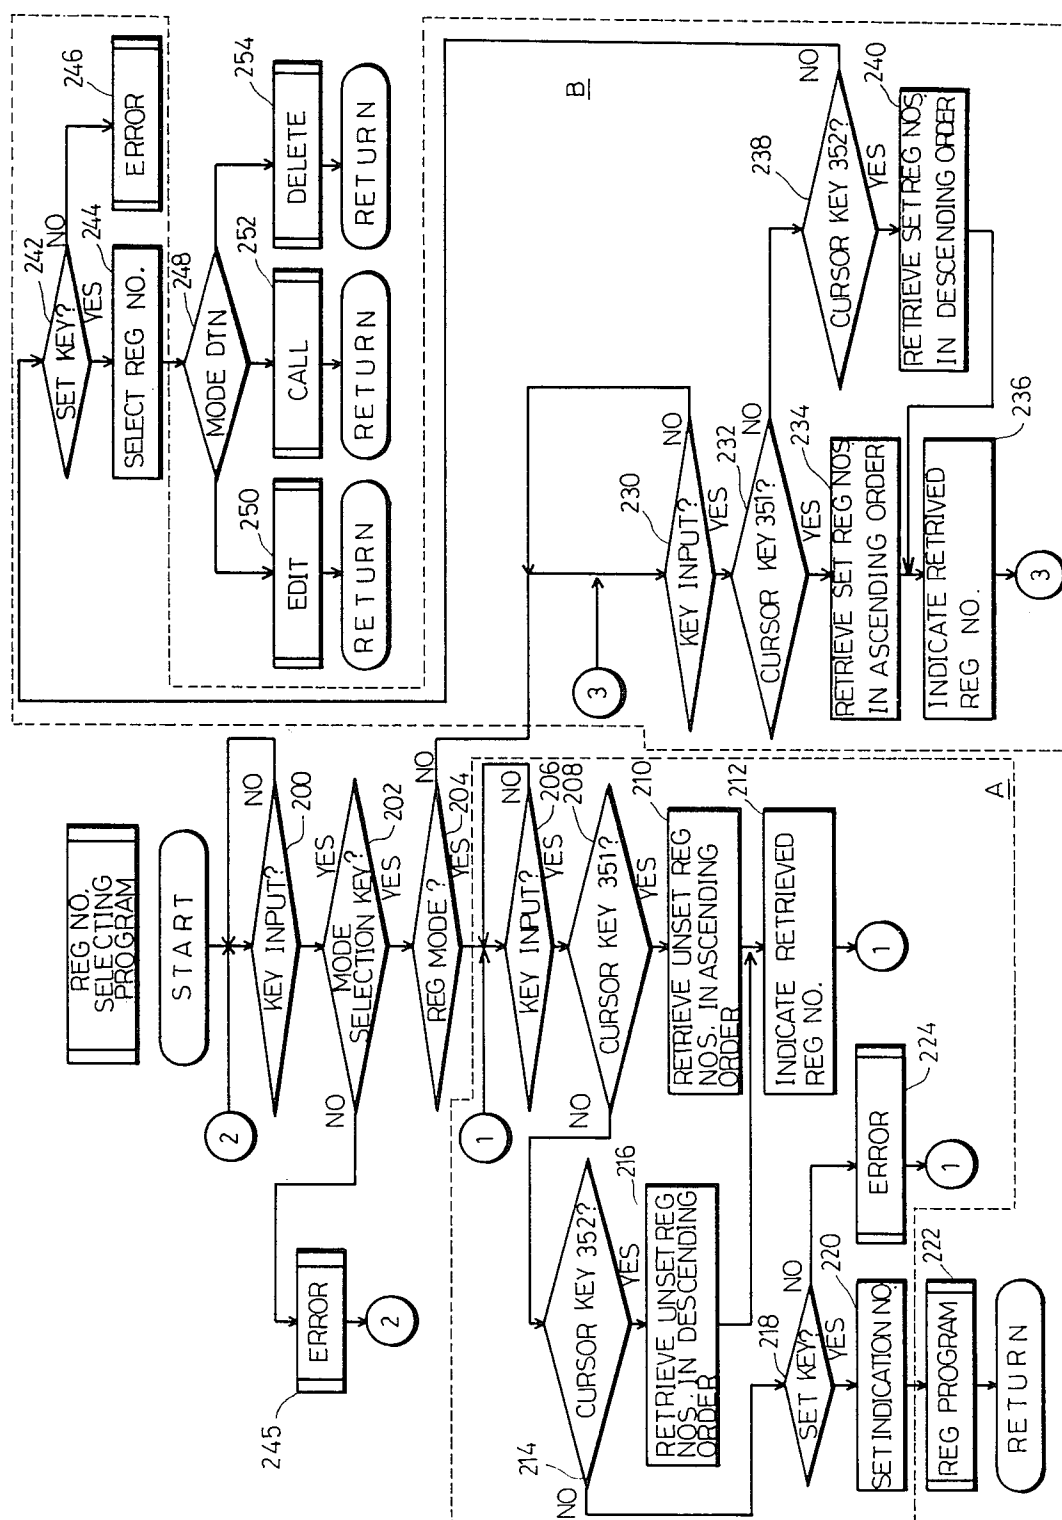 REG NO.
SELECTING
PROGRAM
START
2
KEY INPUT?
200
NO
YES
MODE
SELECTION KEY?
202
NO
YES
ERROR
245
2
REG MODE?
204
NO
YES
1
KEY INPUT?
206
NO
YES
CURSOR KEY 351?
208
NO
YES
RETRIEVE UNSET REG
NOS. IN ASCENDING
ORDER
210
INDICATE RETRIEVED
REG NO.
212
1
A
CURSOR KEY 352?
214
NO
YES
RETRIEVE UNSET REG
NOS. IN DESCENDING
ORDER
216
SET KEY?
218
NO
YES
SET INDICATION NO.
220
REG PROGRAM
222
RETURN
ERROR
224
1
3
KEY INPUT?
230
NO
YES
CURSOR KEY 351?
232
NO
YES
RETRIEVE SET REG NOS.
IN ASCENDING ORDER
234
INDICATE RETRIVED
REG NO.
236
3
B
CURSOR KEY 352?
238
NO
YES
RETRIEVE SET REG NOS.
IN DESCENDING ORDER
240
SET KEY?
242
NO
YES
SELECT REG NO.
244
ERROR
246
MODE DTN
248
EDIT
250
RETURN
CALL
252
RETURN
DELETE
254
RETURN